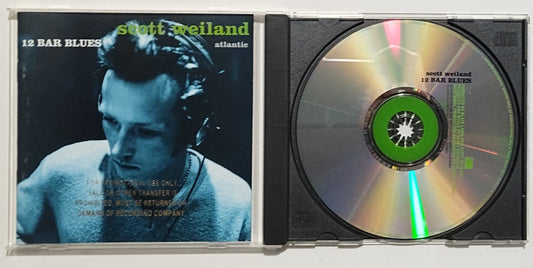 scott weiland
12 BAR BLUES
atlantic
FOR PROMOTIONAL USE ONLY.
SALE OR OTHER TRANSFER IS
PROHIBITED. MUST BE RETURNED ON
DEMAND OF RECORDING COMPANY.
scott weiland
12 BAR BLUES